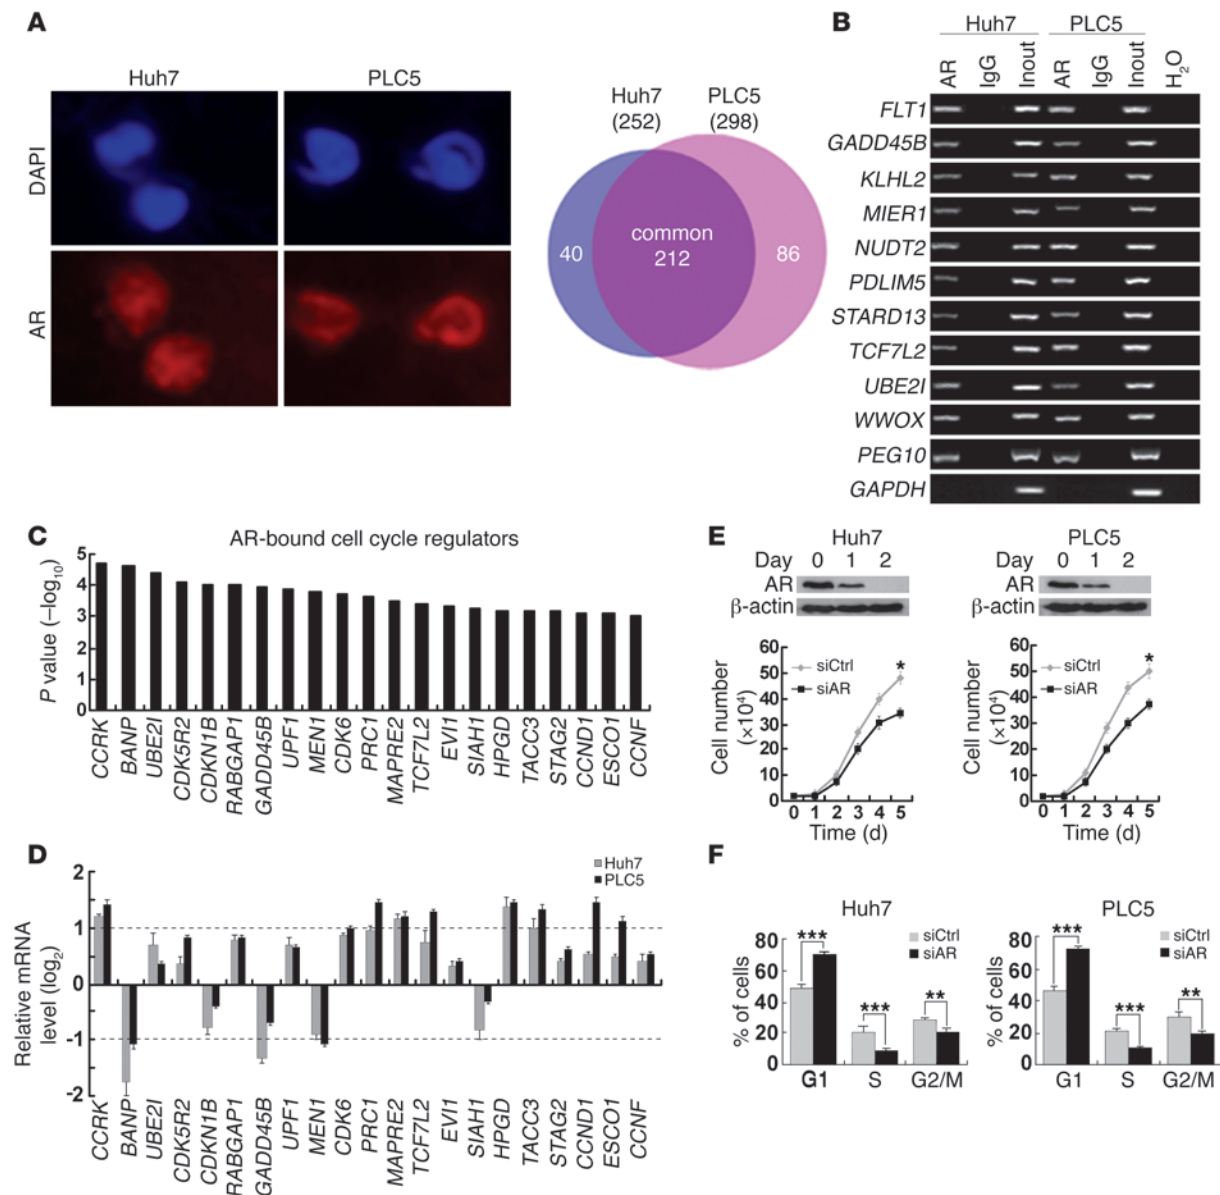 A
Huh7 PLC5
DAPI
AR
Huh7
(252)
PLC5
(298)
40
common
212
86
B
Huh7 PLC5
AR IgG Inout AR IgG Inout H2O
FLT1
GADD45B
KLHL2
MIER1
NUDT2
PDLIM5
STARD13
TCF7L2
UBE2I
WWOX
PEG10
GAPDH
C
AR-bound cell cycle regulators
P value (–log10)
5
4
3
2
1
0
CCRK BANP UBE2I CDK5R2 CDKN1B RABGAP1 GADD45B UPF1 MEN1 CDK6 PRC1 MAPRE2 TCF7L2 EVI1 SIAH1 HPGD TACC3 STAG2 CCND1 ESCO1 CCNF
D
Relative mRNA
level (log2)
2
1
0
-1
-2
Huh7
PLC5
CCRK BANP UBE2I CDK5R2 CDKN1B RABGAP1 GADD45B UPF1 MEN1 CDK6 PRC1 MAPRE2 TCF7L2 EVI1 SIAH1 HPGD TACC3 STAG2 CCND1 ESCO1 CCNF
E
Huh7
Day 0 1 2
AR
β-actin
Cell number
(×10⁴)
60
50
40
30
20
10
0
siCtrl
siAR
*
0 1 2 3 4 5
Time (d)
PLC5
Day 0 1 2
AR
β-actin
Cell number
(×10⁴)
60
50
40
30
20
10
0
siCtrl
siAR
*
0 1 2 3 4 5
Time (d)
F
Huh7
% of cells
80
60
40
20
0
siCtrl
siAR
*** *** **
G1 S G2/M
PLC5
% of cells
80
60
40
20
0
siCtrl
siAR
*** *** **
G1 S G2/M